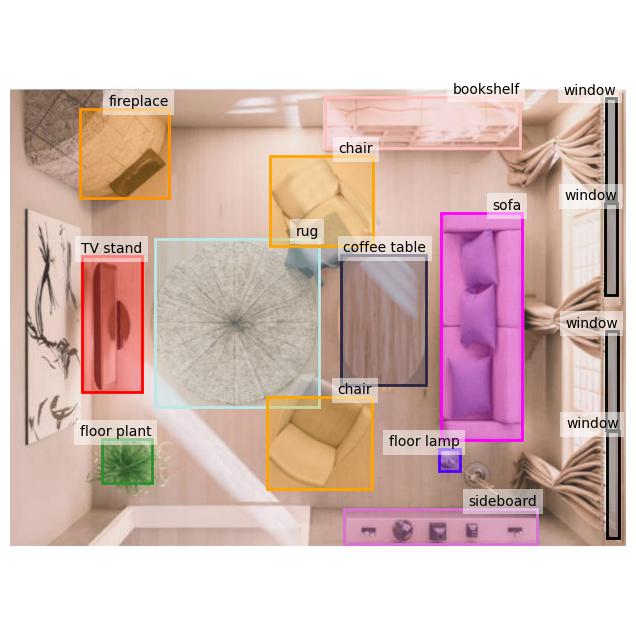 bookshelf
window
fireplace
chair
window
sofa
rug
TV stand
coffee table
window
chair
window
floor plant
floor lamp
sideboard